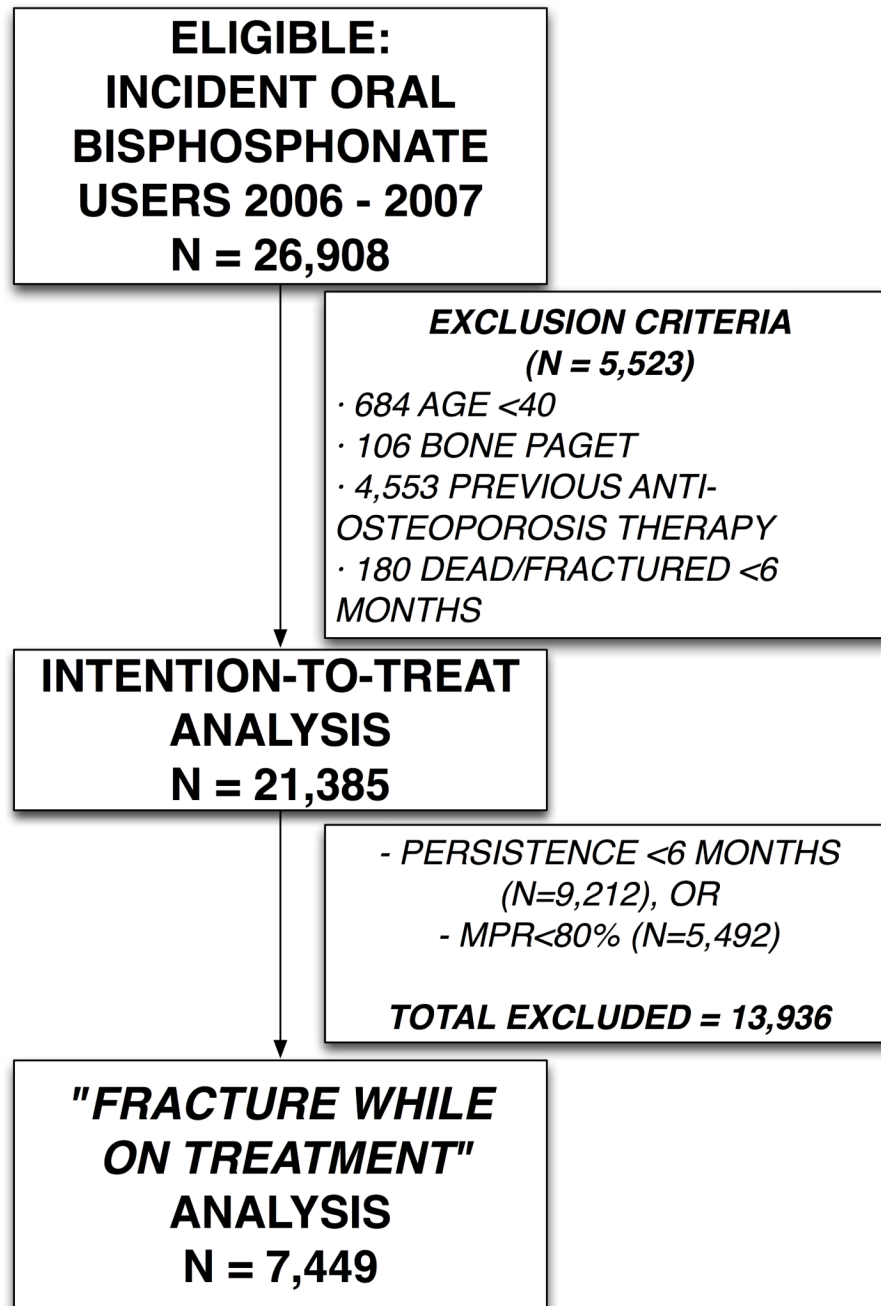 ELIGIBLE:
INCIDENT ORAL
BISPHOSPHONATE
USERS 2006 - 2007
N = 26,908
EXCLUSION CRITERIA
(N = 5,523)
· 684 AGE <40
· 106 BONE PAGET
· 4,553 PREVIOUS ANTI-
OSTEOPOROSIS THERAPY
· 180 DEAD/FRACTURED <6
MONTHS
INTENTION-TO-TREAT
ANALYSIS
N = 21,385
- PERSISTENCE <6 MONTHS
(N=9,212), OR
- MPR<80% (N=5,492)
TOTAL EXCLUDED = 13,936
"FRACTURE WHILE
ON TREATMENT"
ANALYSIS
N = 7,449